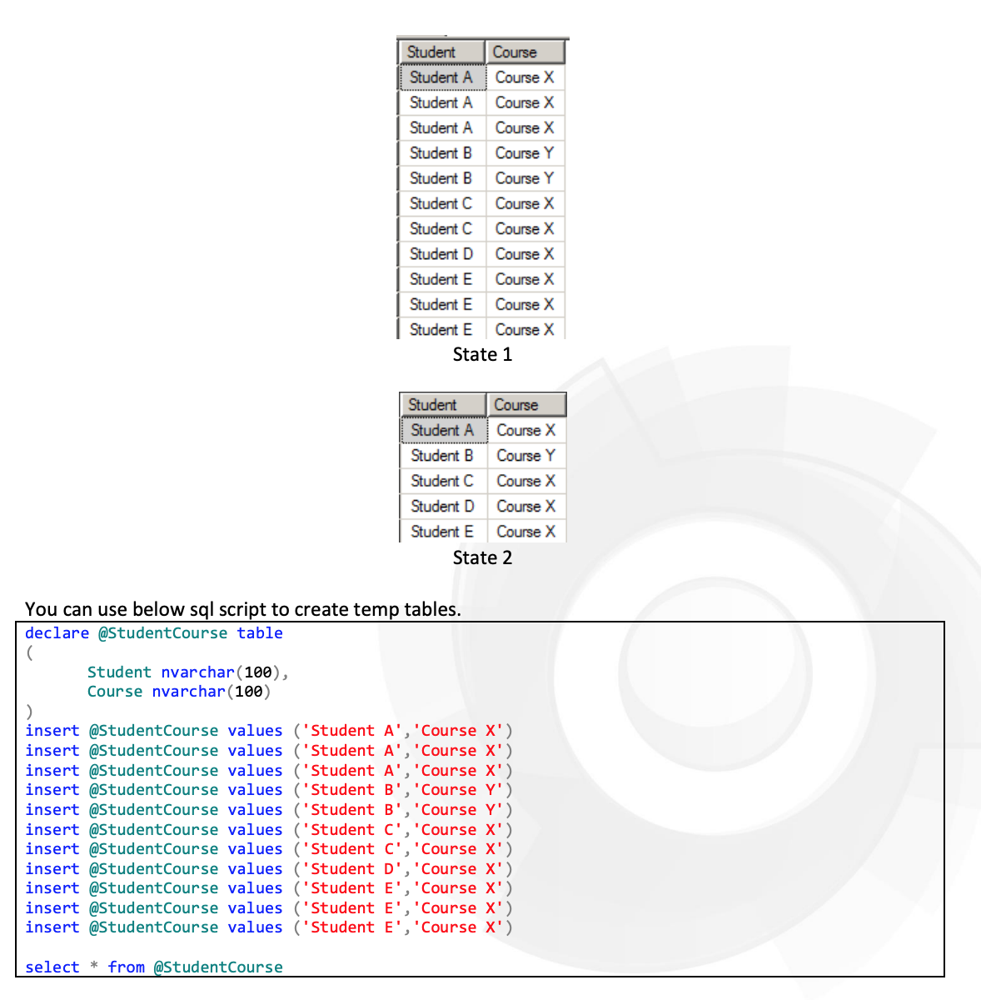 Student Course
Student A Course X
Student A Course X
Student A Course X
Student B Course Y
Student B Course Y
Student C Course X
Student C Course X
Student D Course X
Student E Course X
Student E Course X
Student E Course X
State 1
Student Course
Student A Course X
Student B Course Y
Student C Course X
Student D Course X
Student E Course X
State 2
You can use below sql script to create temp tables.
declare @StudentCourse table
(
Student nvarchar(100),
Course nvarchar(100)
)
insert @StudentCourse values ('Student A','Course X')
insert @StudentCourse values ('Student A','Course X')
insert @StudentCourse values ('Student A','Course X')
insert @StudentCourse values ('Student B','Course Y')
insert @StudentCourse values ('Student B','Course Y')
insert @StudentCourse values ('Student C','Course X')
insert @StudentCourse values ('Student C','Course X')
insert @StudentCourse values ('Student D','Course X')
insert @StudentCourse values ('Student E','Course X')
insert @StudentCourse values ('Student E','Course X')
insert @StudentCourse values ('Student E','Course X')
select * from @StudentCourse